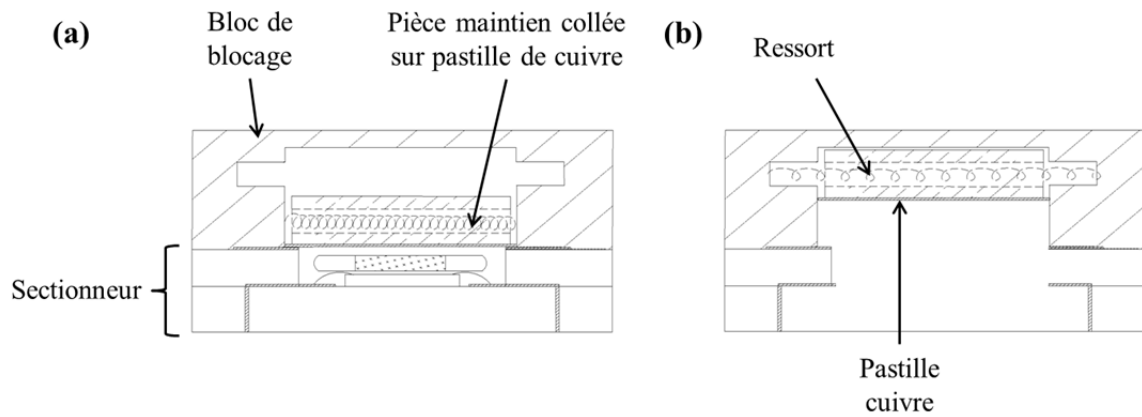 (a)
Bloc de
blocage
Pièce maintien collée
sur pastille de cuivre
Sectionneur
(b)
Ressort
Pastille
cuivre